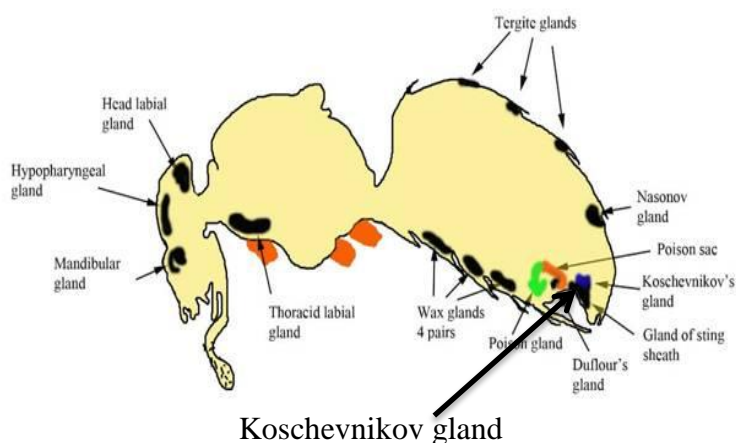 Tergite glands
Head labial
gland
Hypopharyngeal
gland
Mandibular
gland
Thoracid labial
gland
Wax glands
4 pairs
Poison gland
Nasonov
gland
Poison sac
Koschevnikov's
gland
Gland of sting
sheath
Duflour's
gland
Koschevnikov gland